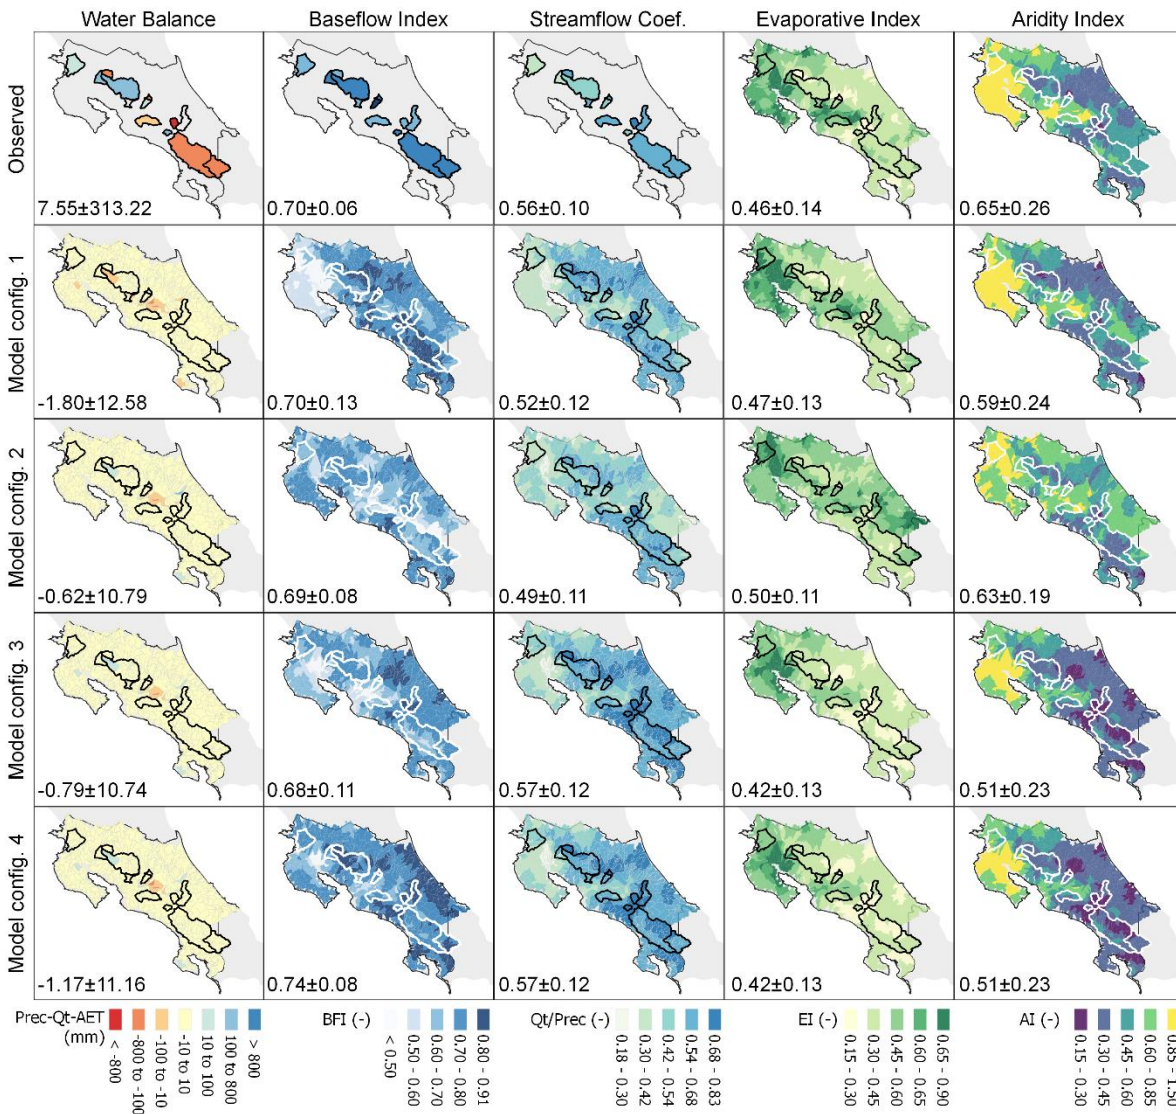 Water Balance Baseflow Index Streamflow Coef. Evaporative Index Aridity Index
Observed
7.55±313.22 0.70±0.06 0.56±0.10 0.46±0.14 0.65±0.26
Model config. 1
-1.80±12.58 0.70±0.13 0.52±0.12 0.47±0.13 0.59±0.24
Model config. 2
-0.62±10.79 0.69±0.08 0.49±0.11 0.50±0.11 0.63±0.19
Model config. 3
-0.79±10.74 0.68±0.11 0.57±0.12 0.42±0.13 0.51±0.23
Model config. 4
-1.17±11.16 0.74±0.08 0.57±0.12 0.42±0.13 0.51±0.23
Prec-Qt-AET
(mm)
< -800
-800 to -100
-100 to -10
-10 to 10
10 to 100
100 to 800
> 800
BFI (-)
< 0.50
0.50 - 0.60
0.60 - 0.70
0.70 - 0.80
0.80 - 0.91
Qt/Prec (-)
0.18 - 0.30
0.30 - 0.42
0.42 - 0.54
0.54 - 0.68
0.68 - 0.83
EI (-)
0.15 - 0.30
0.30 - 0.45
0.45 - 0.50
0.50 - 0.65
0.65 - 0.90
AI (-)
0.15 - 0.30
0.30 - 0.45
0.45 - 0.60
0.60 - 0.85